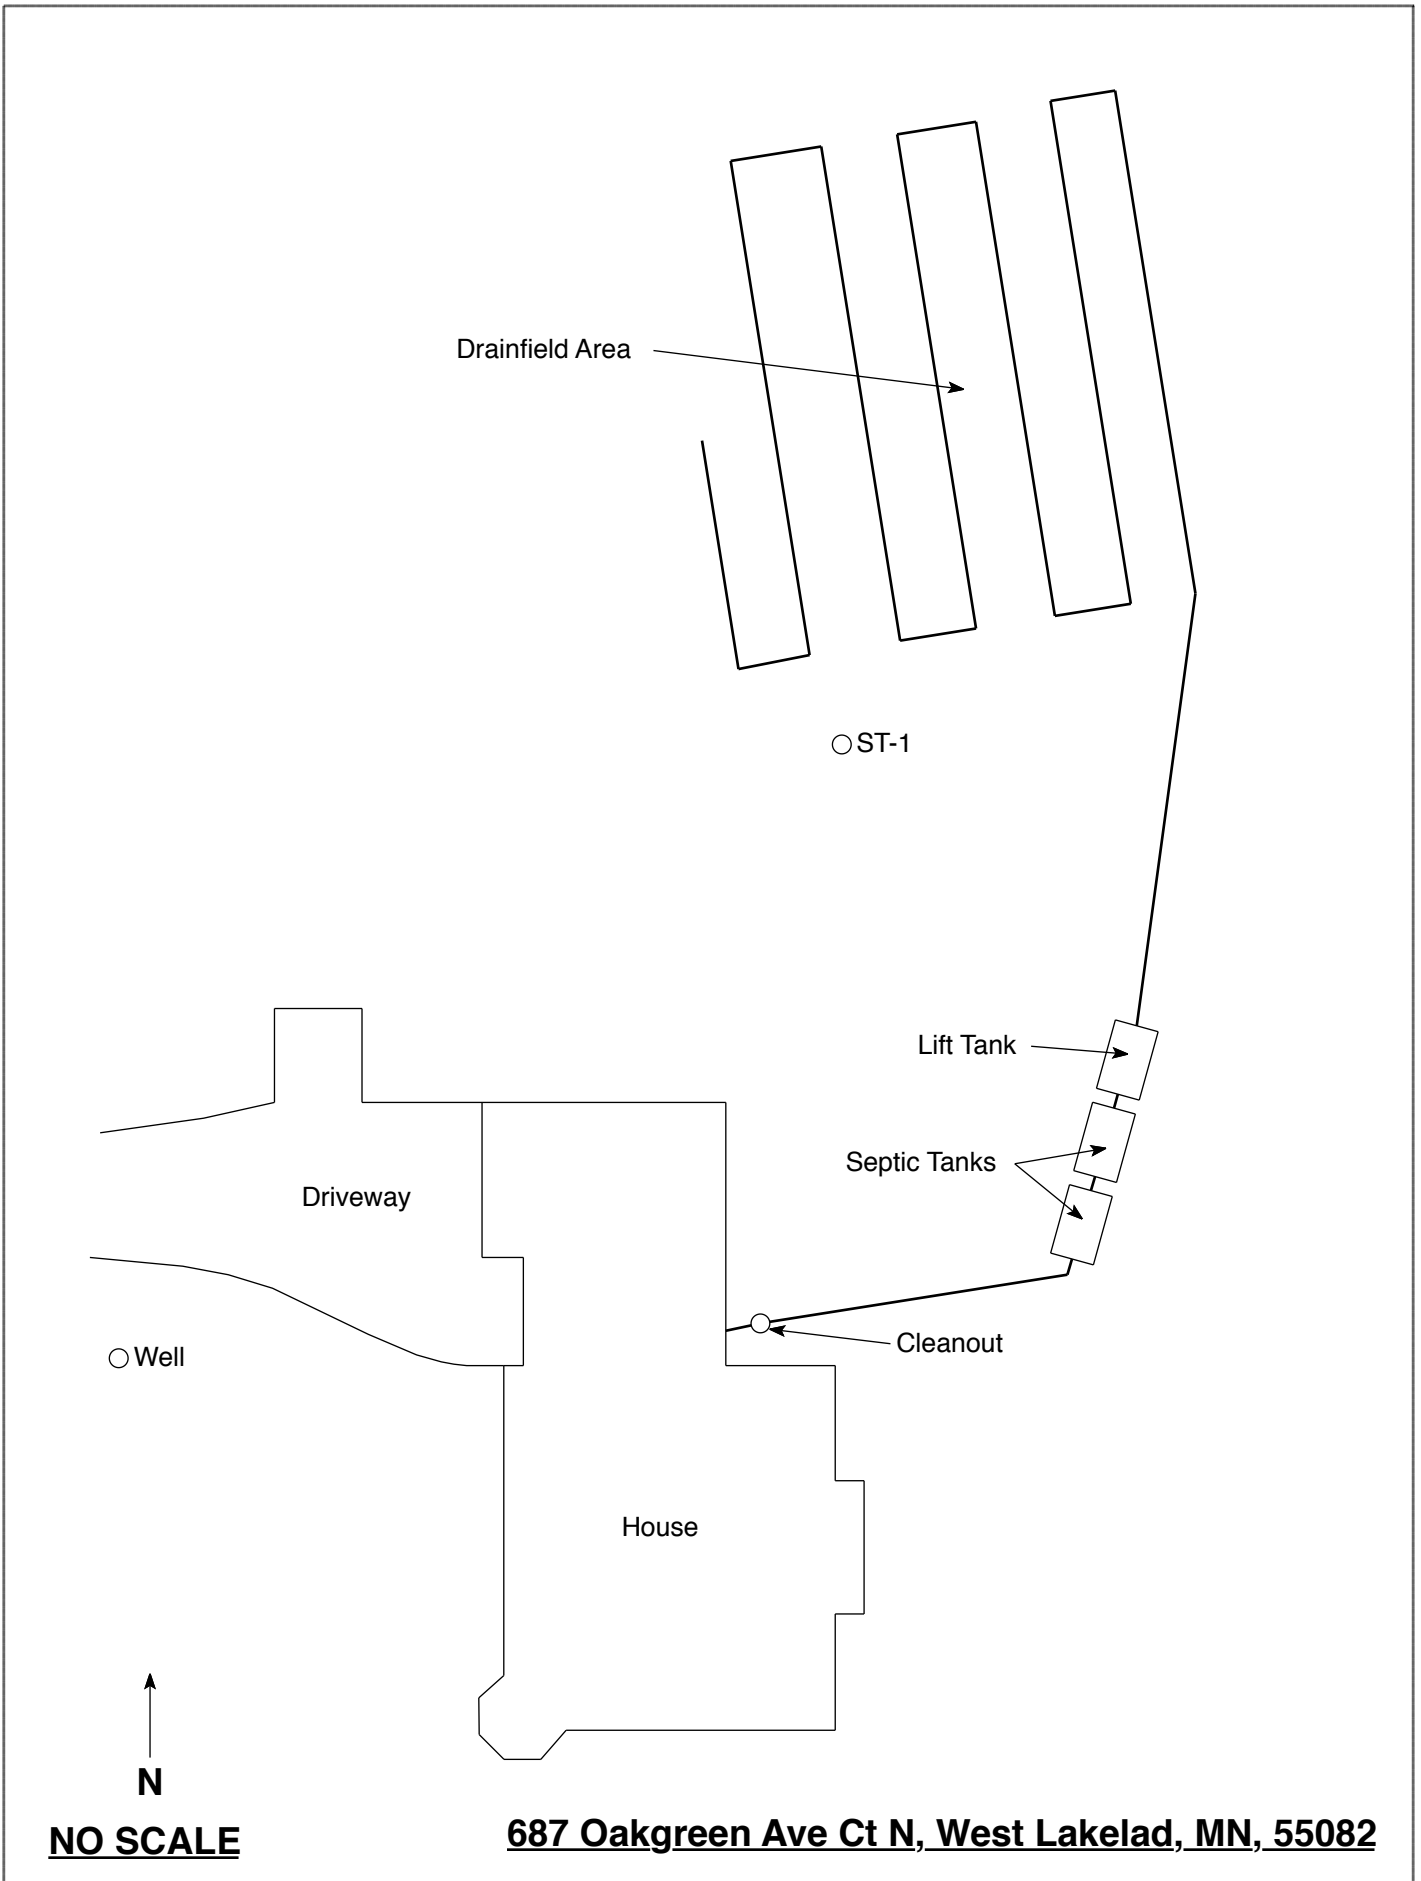 Drainfield Area
ST-1
Lift Tank
Septic Tanks
Driveway
Cleanout
Well
House
N
NO SCALE
687 Oakgreen Ave Ct N, West Lakelad, MN, 55082